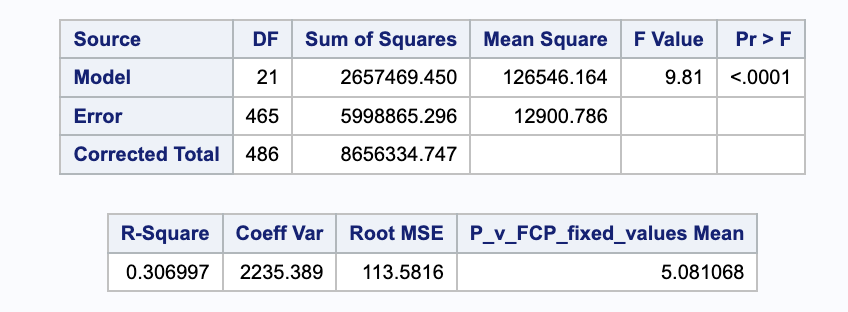 Source DF Sum of Squares Mean Square F Value Pr > F
Model 21 2657469.450 126546.164 9.81 <.0001
Error 465 5998865.296 12900.786
Corrected Total 486 8656334.747
R-Square Coeff Var Root MSE P_v_FCP_fixed_values Mean
0.306997 2235.389 113.5816 5.081068